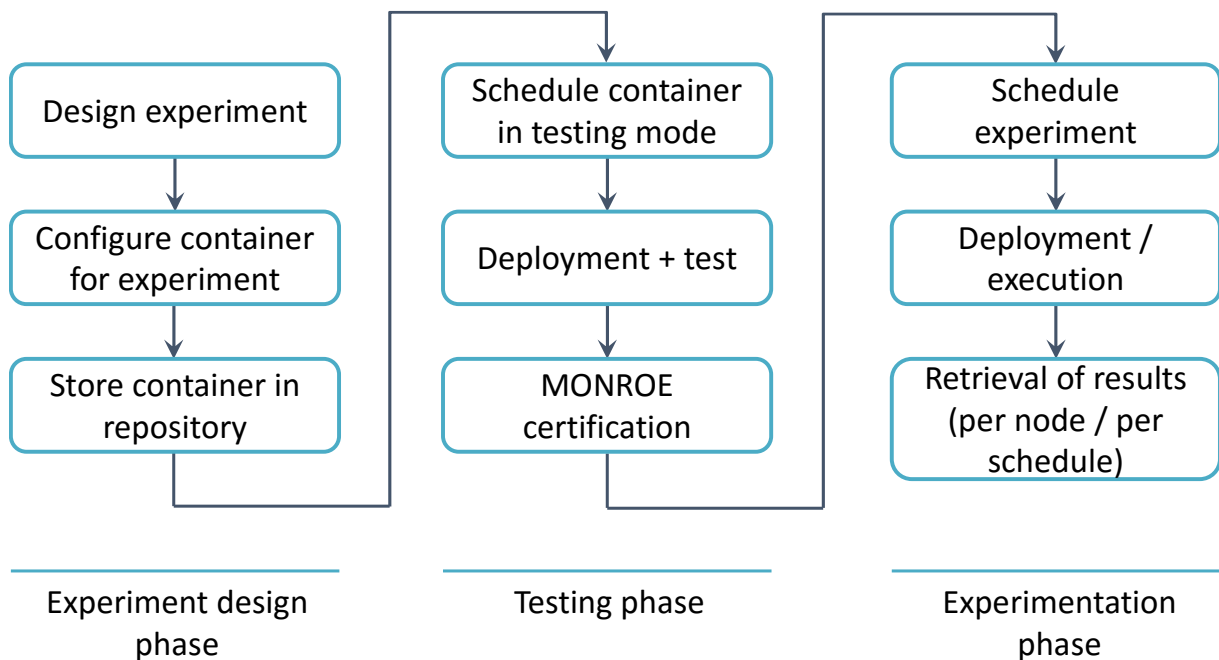 Design experiment
Configure container
for experiment
Store container in
repository
Schedule container
in testing mode
Deployment + test
MONROE
certification
Schedule
experiment
Deployment /
execution
Retrieval of results
(per node / per
schedule)
Experiment design
phase
Testing phase
Experimentation
phase